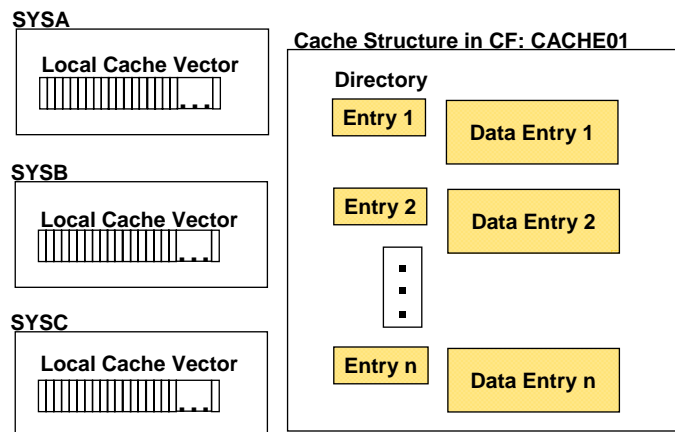 SYSA
Local Cache Vector
SYSB
Local Cache Vector
SYSC
Local Cache Vector
Cache Structure in CF: CACHE01
Directory
Entry 1
Data Entry 1
Entry 2
Data Entry 2
Entry n
Data Entry n